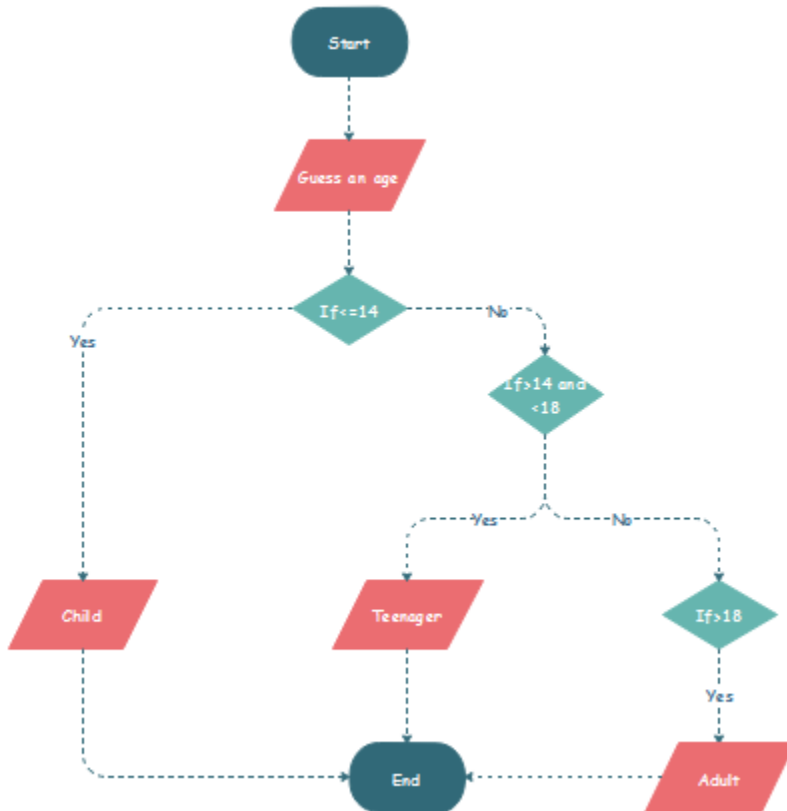 Start
Guess an age
If<=14
Yes
No
If>14 and
<18
Yes
No
Child
Teenager
If>18
Yes
End
Adult